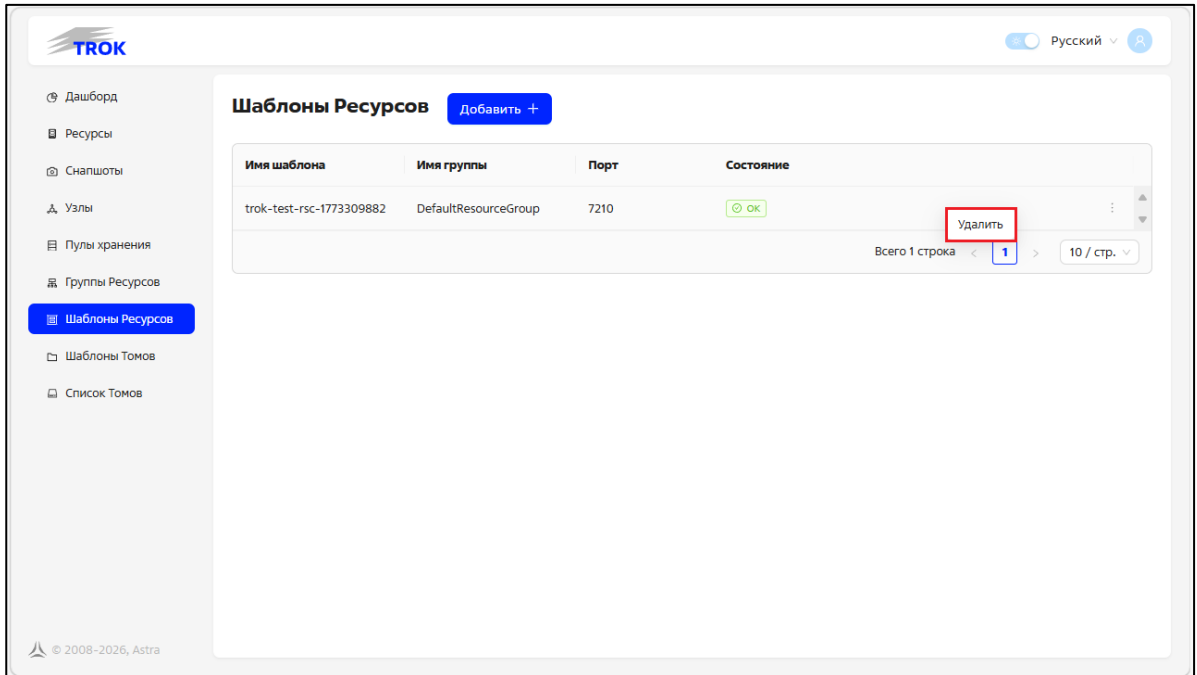 TROK
Русский
Дашборд
Ресурсы
Снапшоты
Узлы
Пулы хранения
Группы Ресурсов
Шаблоны Ресурсов
Шаблоны Томов
Список Томов
© 2008-2026, Astra
Шаблоны Ресурсов
Добавить +
Имя шаблона Имя группы Порт Состояние
trok-test-rsc-1773309882 DefaultResourceGroup 7210 OK
Удалить
Всего 1 строка < 1 > 10 / стр.